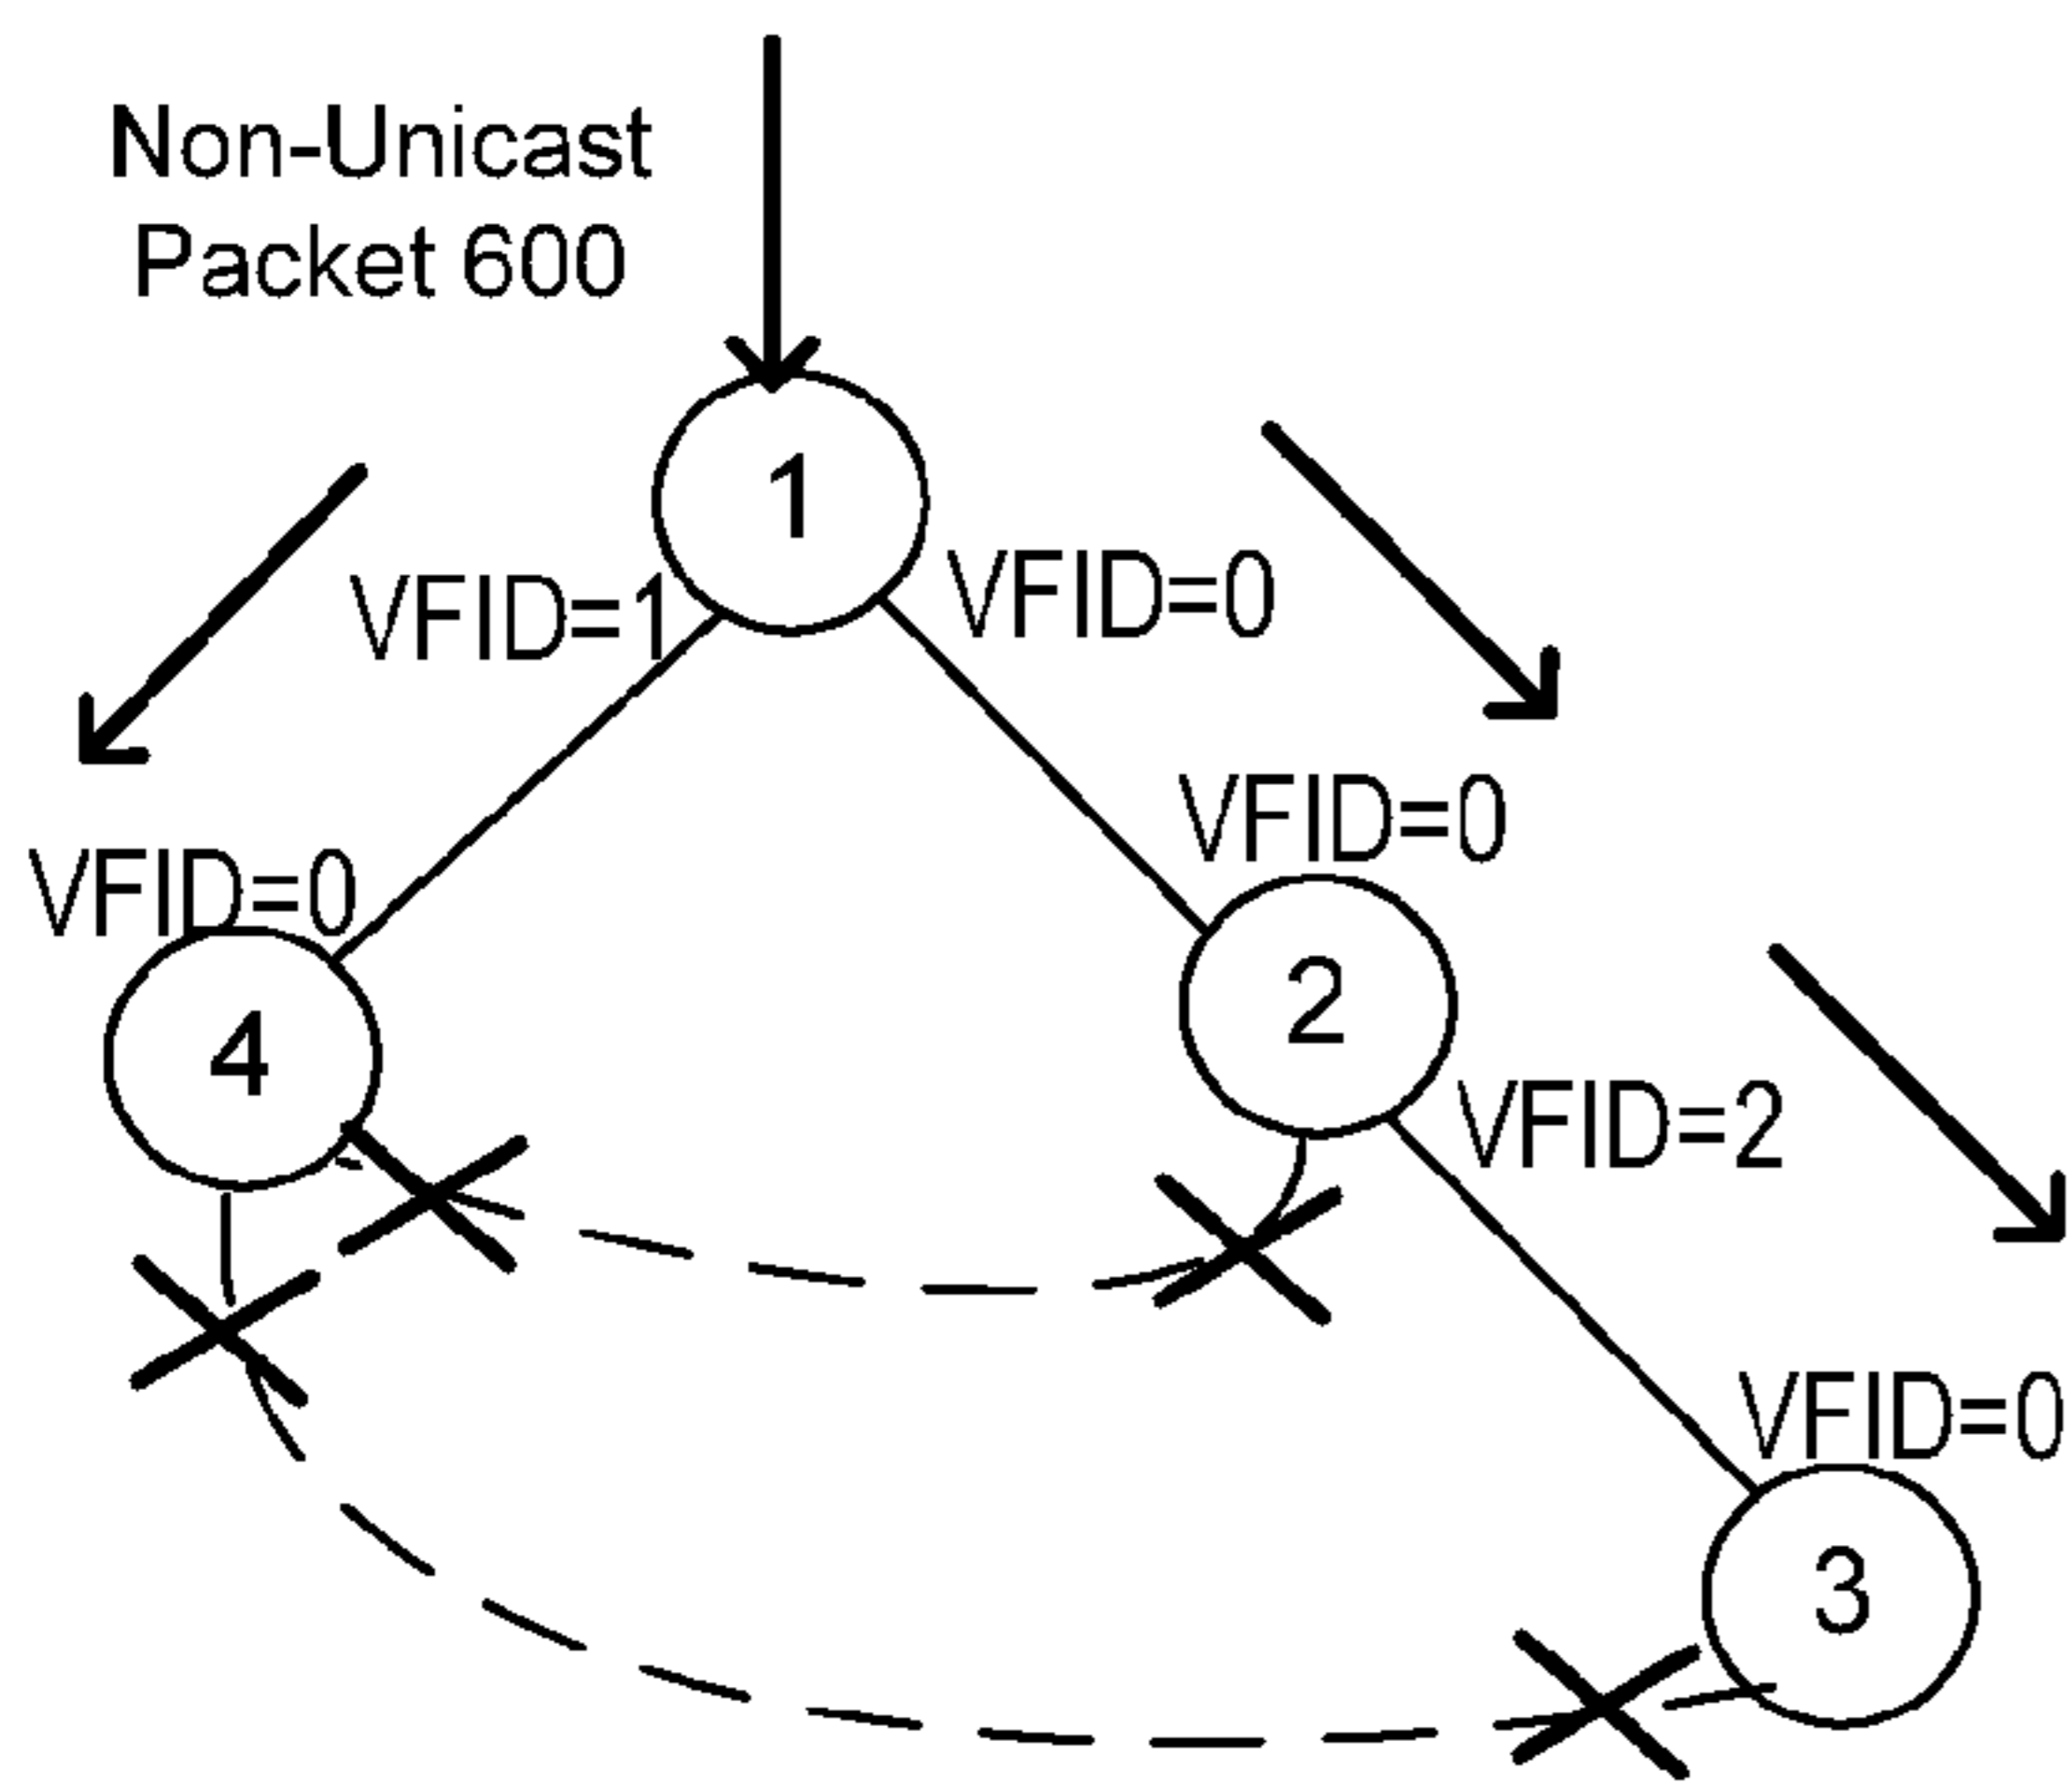 Non-Unicast
Packet 600
1
VFID=1
VFID=0
VFID=0
VFID=0
4
2
VFID=2
VFID=0
3